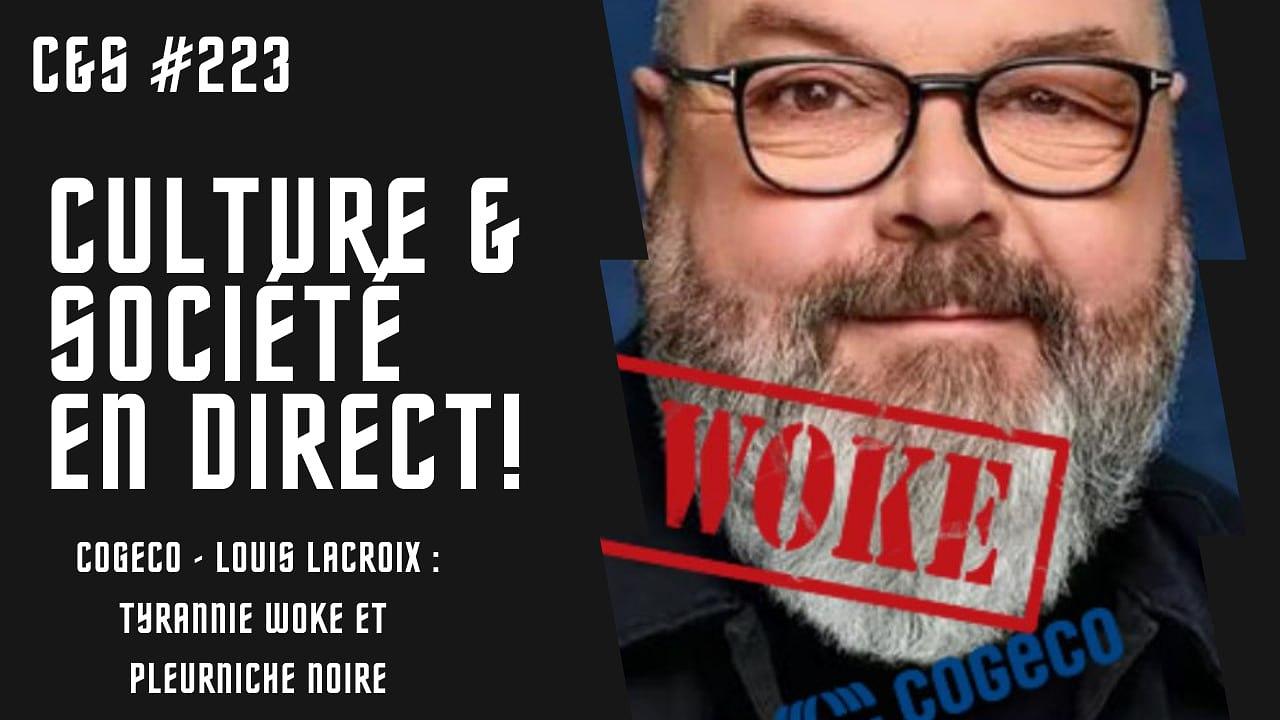 C&S #223
CULTURE &
SOCIÉTÉ
EN DIRECT!
COGECO - LOUIS LACROIX :
TYRANNIE WOKE ET
PLEURNICHE NOIRE
WOKE
COGECO